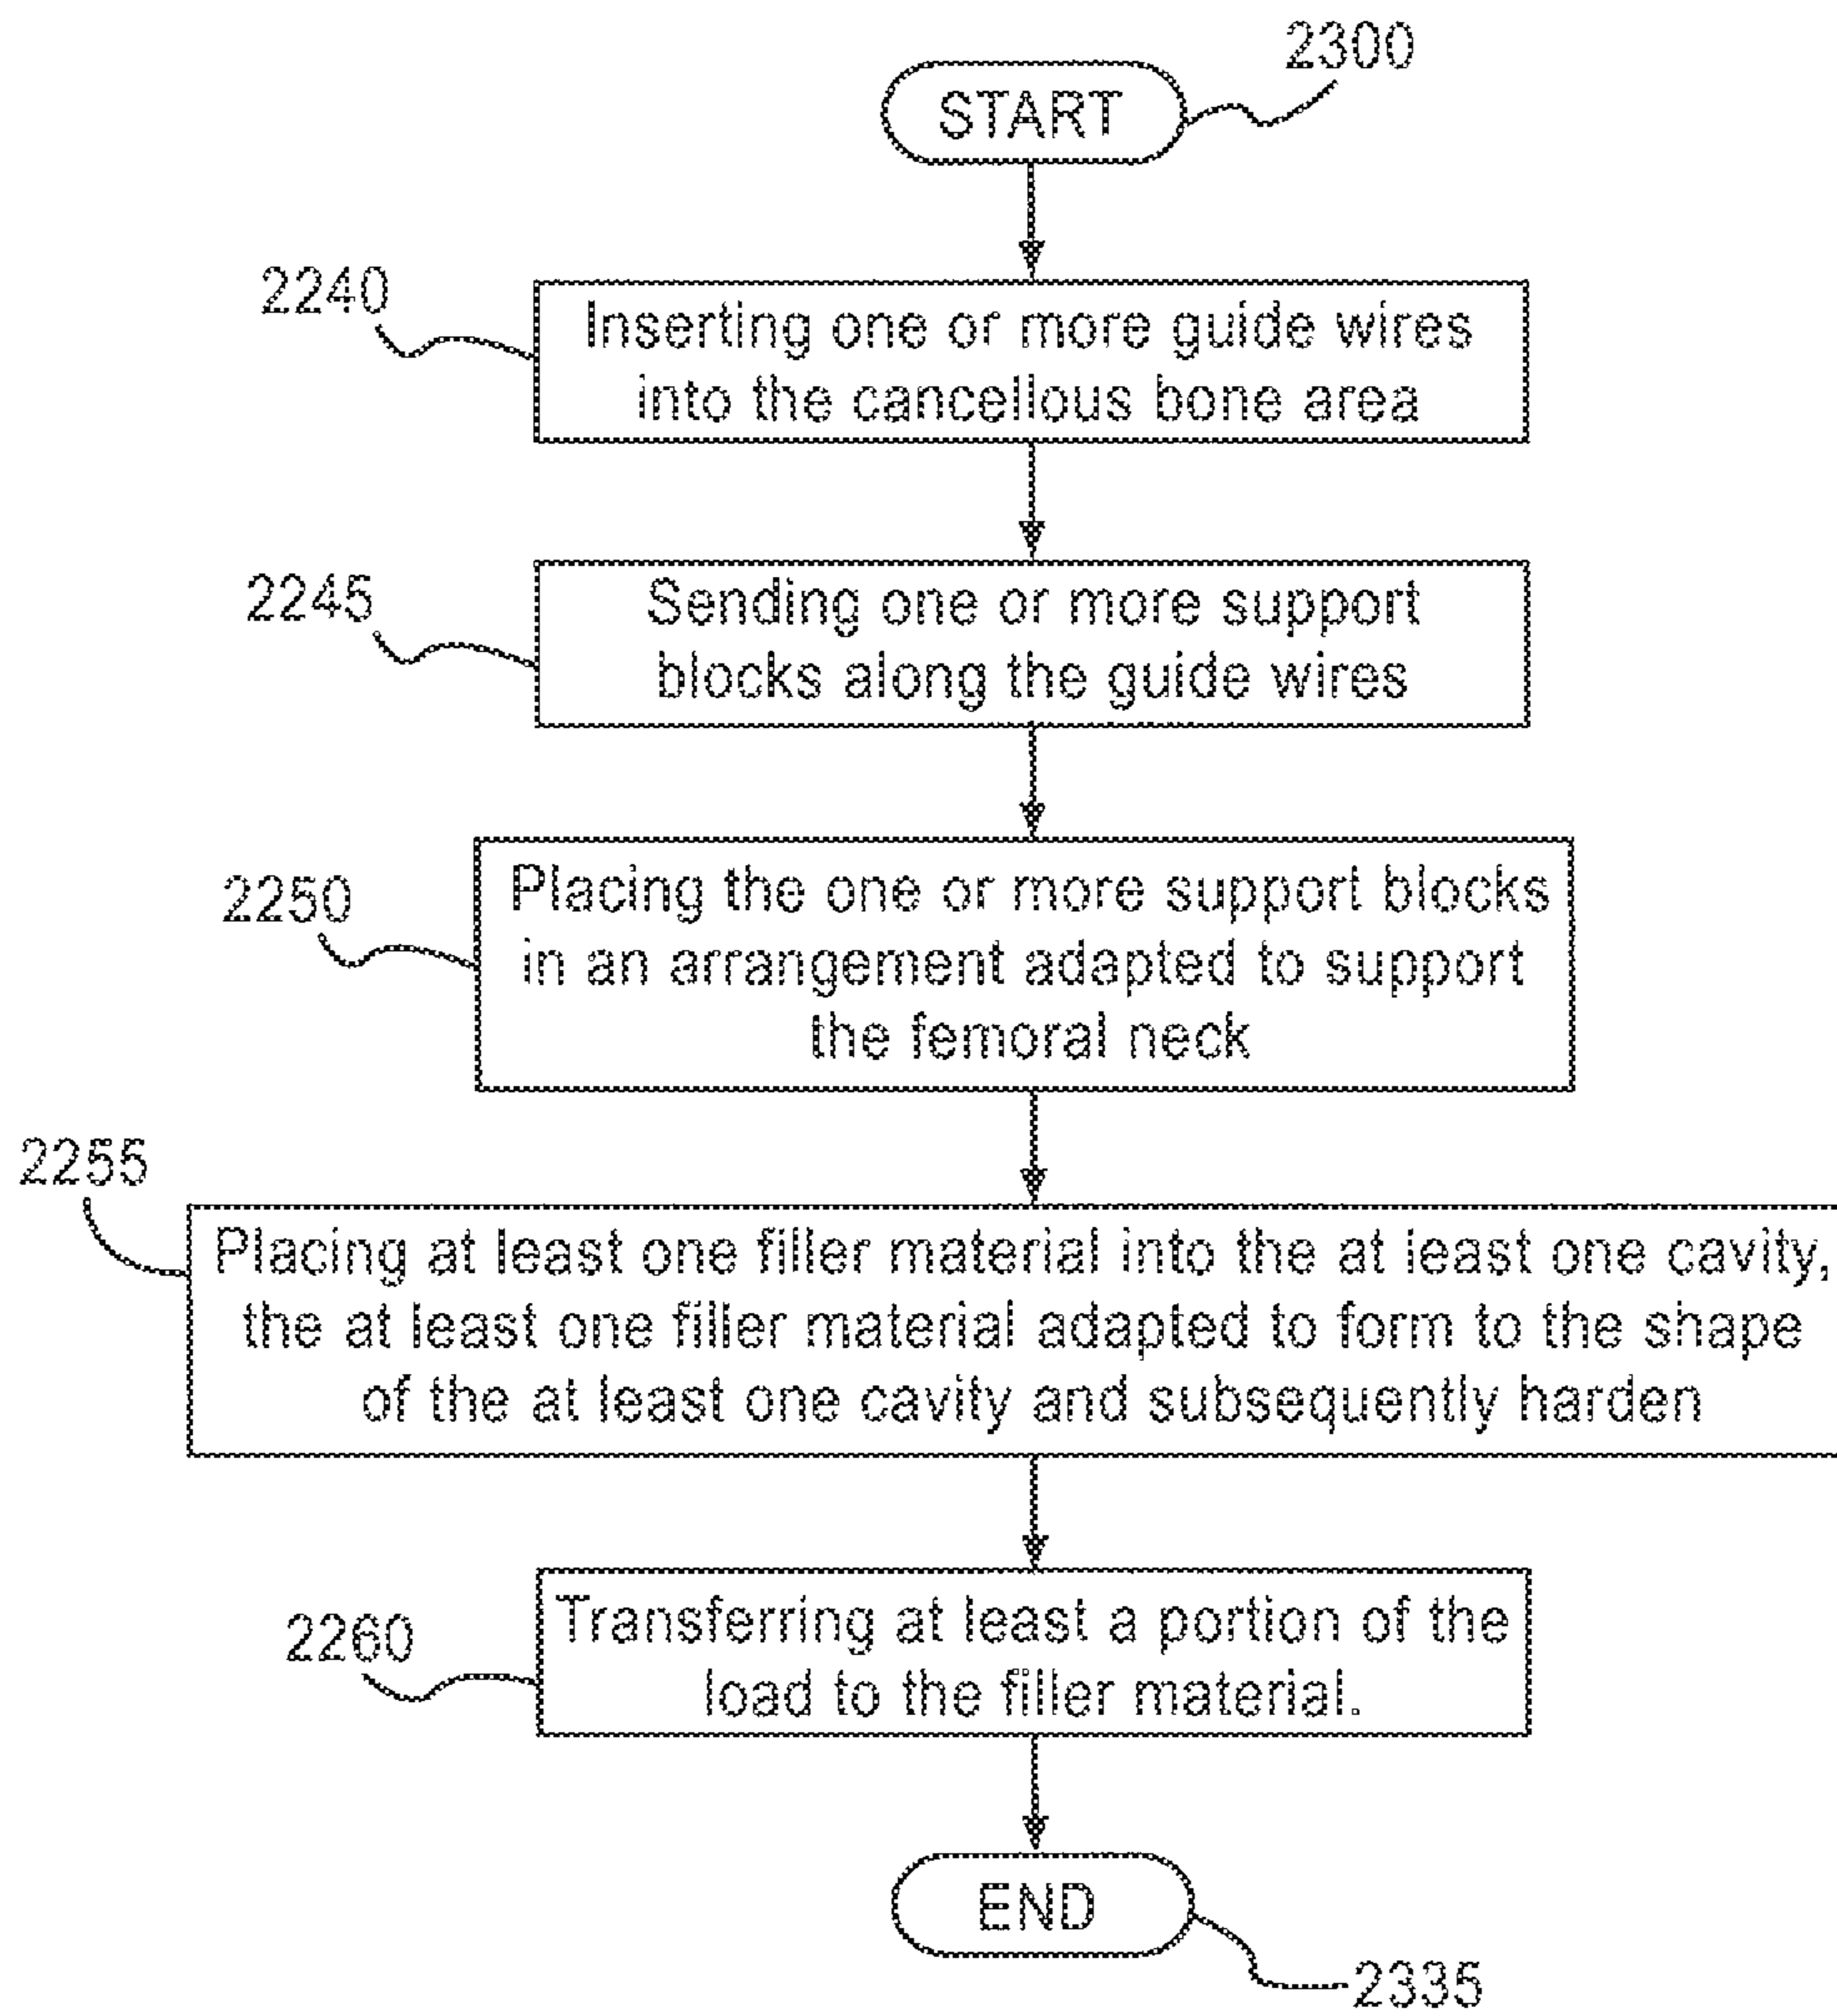 2300
START
2240
Inserting one or more guide wires
into the cancellous bone area
2245
Sending one or more support
blocks along the guide wires
2250
Placing the one or more support blocks
in an arrangement adapted to support
the femoral neck
2255
Placing at least one filler material into the at least one cavity,
the at least one filler material adapted to form to the shape
of the at least one cavity and subsequently harden
2260
Transferring at least a portion of the
load to the filler material.
END
2335